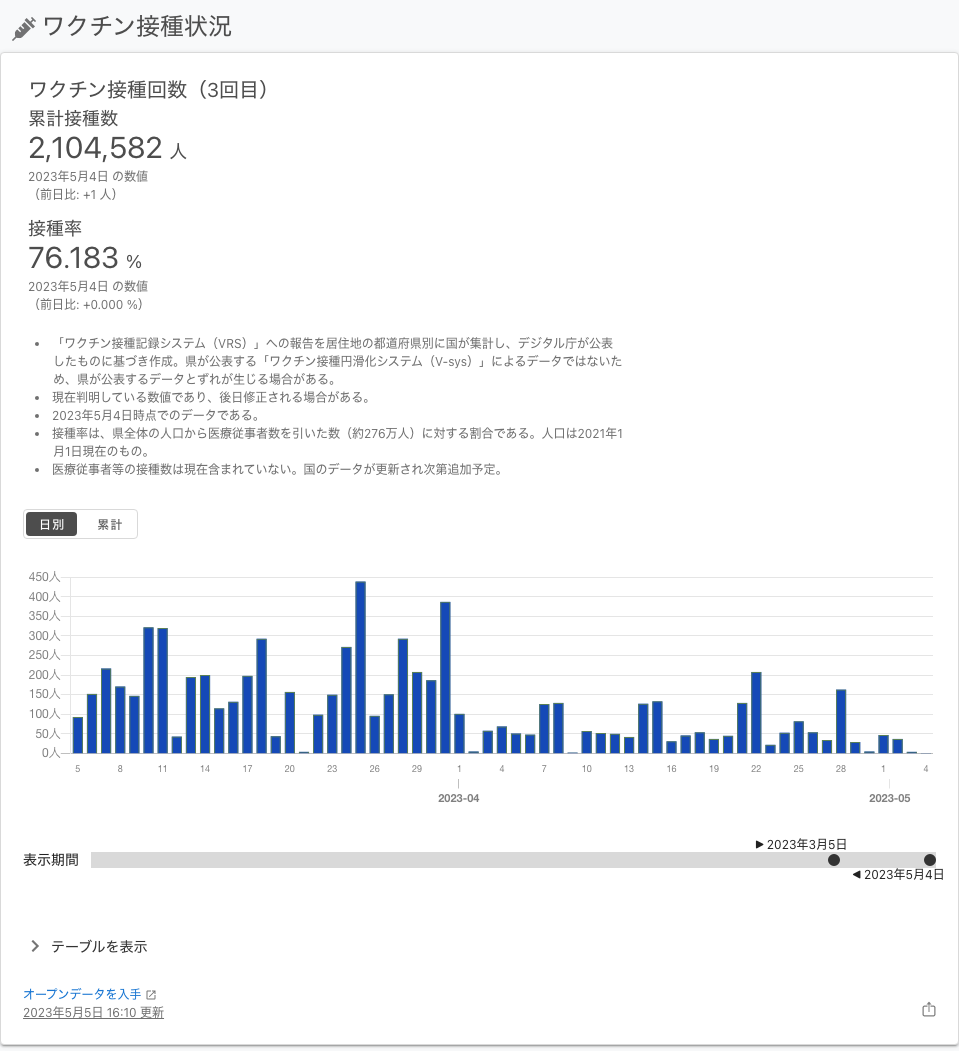 ワクチン接種状況
ワクチン接種回数（3回目）
累計接種数
2,104,582 人
2023年5月4日 の数値
（前日比: +1 人）
接種率
76.183 %
2023年5月4日 の数値
（前日比: +0.000 %）
• 「ワクチン接種記録システム（VRS）」への報告を居住地の都道府県別に国が集計し、デジタル庁が公表
したものに基づき作成。県が公表する「ワクチン接種円滑化システム（V-sys）」によるデータではないた
め、県が公表するデータとずれが生じる場合がある。
• 現在判明している数値であり、後日修正される場合がある。
• 2023年5月4日時点でのデータである。
• 接種率は、県全体の人口から医療従事者数を引いた数（約276万人）に対する割合である。人口は2021年1
月1日現在のもの。
• 医療従事者等の接種数は現在含まれていない。国のデータが更新され次第追加予定。
日別 累計
450人
400人
350人
300人
250人
200人
150人
100人
50人
0人
5 8 11 14 17 20 23 26 29 1 4 7 10 13 16 19 22 25 28 1 4
2023-04 2023-05
▶ 2023年3月5日
表示期間
◀ 2023年5月4日
テーブルを表示
オープンデータを入手
2023年5月5日 16:10 更新